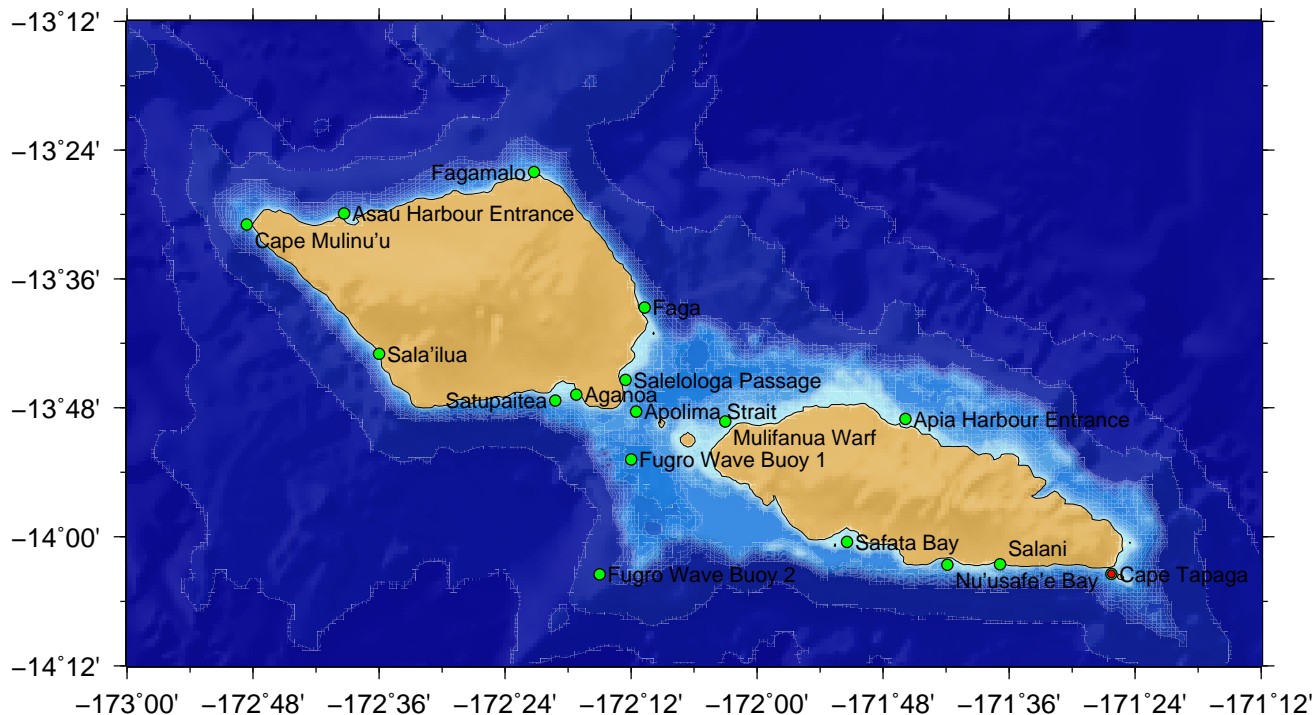 −13˚12'
−13˚24'
−13˚36'
−13˚48'
−14˚00'
−14˚12'
Fagamalo
Asau Harbour Entrance
Cape Mulinu'u
Faga
Sala'ilua
Salelologa Passage
Aganoa
Satupaitea
Apolima Strait
Mulifanua Warf
Apia Harbour Entrance
Fugro Wave Buoy 1
Safata Bay
Salani
Fugro Wave Buoy 2
Nu'usafe'e Bay
Cape Tapaga
−173˚00'
−172˚48'
−172˚36'
−172˚24'
−172˚12'
−172˚00'
−171˚48'
−171˚36'
−171˚24'
−171˚12'